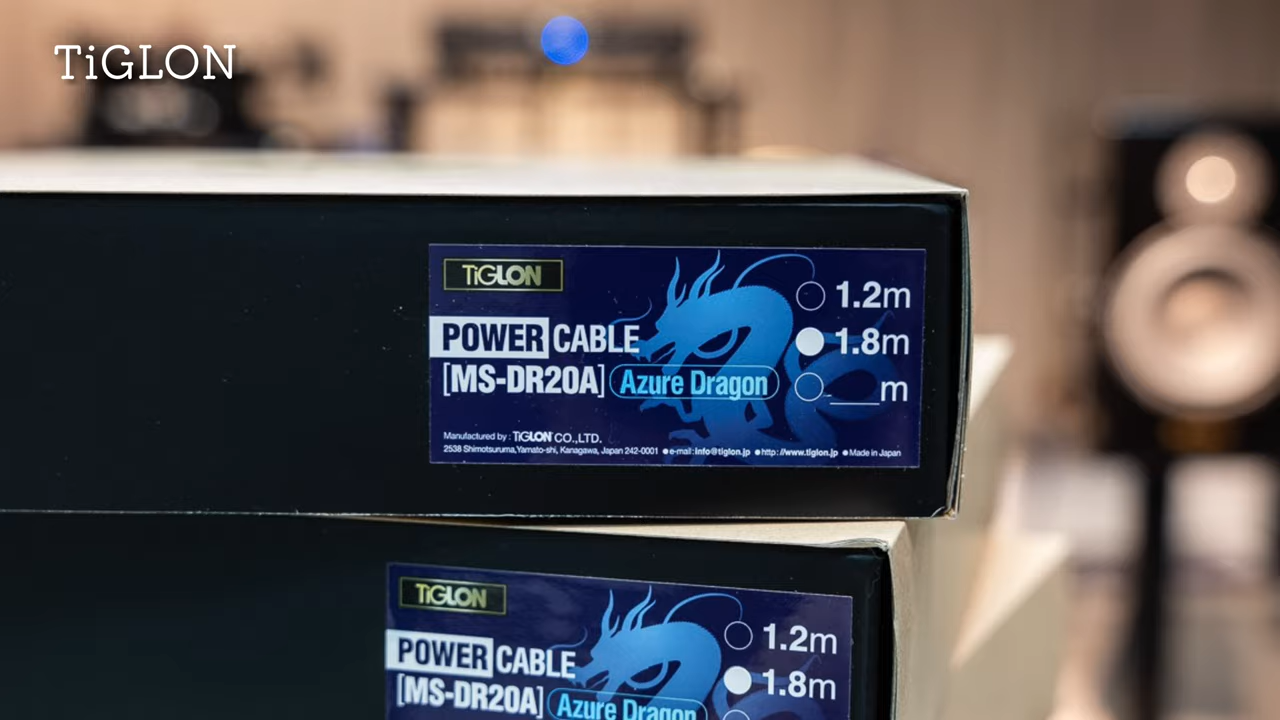 TiGLON
TiGLON
1.2m
POWER CABLE
1.8m
[MS-DR20A] Azure Dragon
___m
Manufactured by : TiGLON CO.,LTD.
2538 Shimotsuruma,Yamato-shi, Kanagawa, Japan 242-0001 ●e-mail:info@tiglon.jp ●http://www.tiglon.jp ●Made in Japan
TiGLON
1.2m
POWER CABLE
1.8m
[MS-DR20A] Azure Dragon